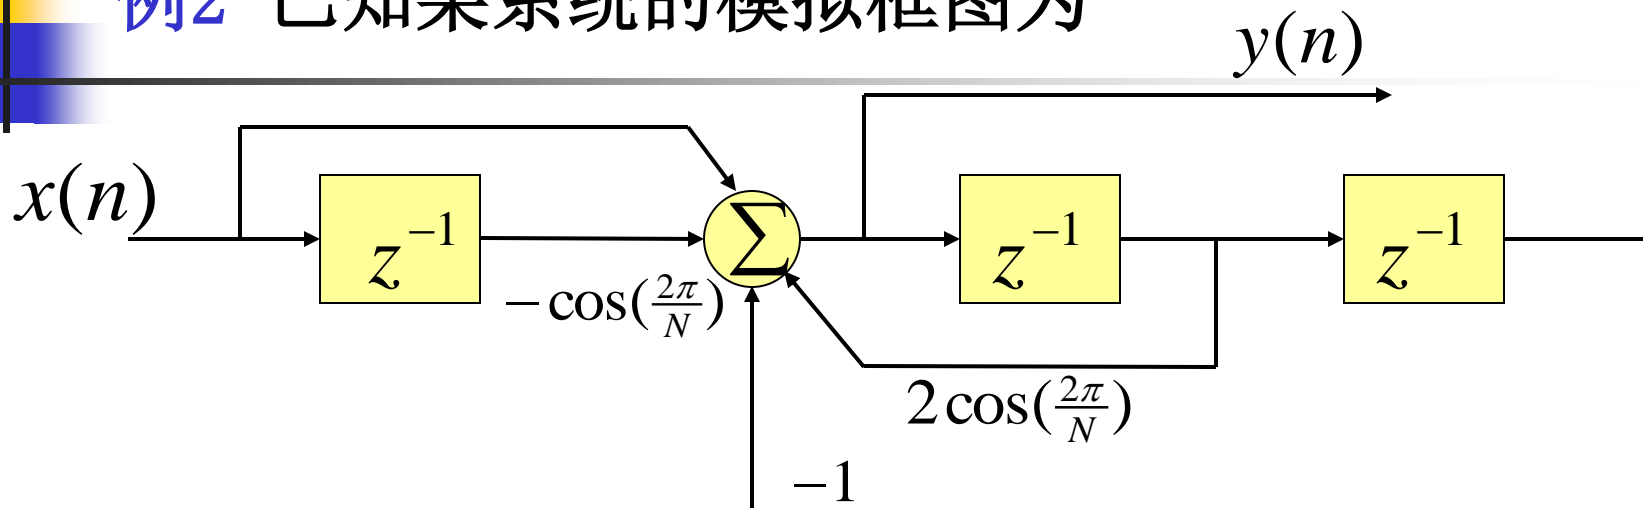 例2 已知某系统的模拟框图为
y(n)
x(n)
z^{-1}
∑
z^{-1}
z^{-1}
-cos(2π/N)
2cos(2π/N)
-1